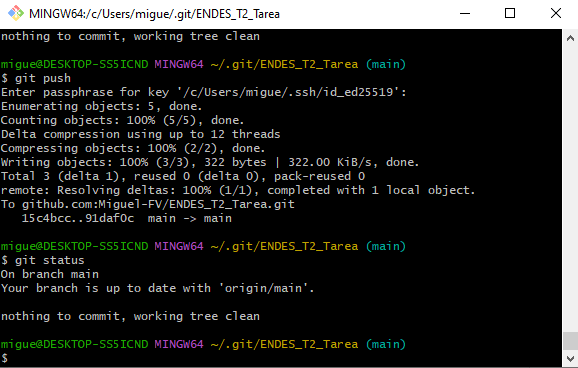 MINGW64:/c/Users/migue/.git/ENDES_T2_Tarea
nothing to commit, working tree clean
migue@DESKTOP-SS5ICND MINGW64 ~/.git/ENDES_T2_Tarea (main)
$ git push
Enter passphrase for key '/c/Users/migue/.ssh/id_ed25519':
Enumerating objects: 5, done.
Counting objects: 100% (5/5), done.
Delta compression using up to 12 threads
Compressing objects: 100% (2/2), done.
Writing objects: 100% (3/3), 322 bytes | 322.00 KiB/s, done.
Total 3 (delta 1), reused 0 (delta 0), pack-reused 0
remote: Resolving deltas: 100% (1/1), completed with 1 local object.
To github.com:Miguel-FV/ENDES_T2_Tarea.git
   15c4bcc..91daf0c  main -> main
migue@DESKTOP-SS5ICND MINGW64 ~/.git/ENDES_T2_Tarea (main)
$ git status
On branch main
Your branch is up to date with 'origin/main'.
nothing to commit, working tree clean
migue@DESKTOP-SS5ICND MINGW64 ~/.git/ENDES_T2_Tarea (main)
$